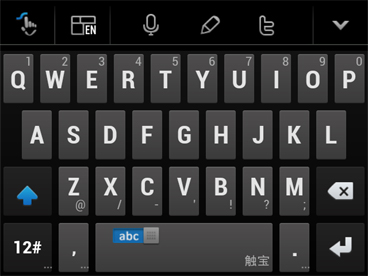 EN
1 2 3 4 5 6 7 8 9 0
Q W E R T Y U I O P
A S D F G H J K L
Z X C V B N M
@ / - ' ! ? ;
abc
12# , 触宝 .